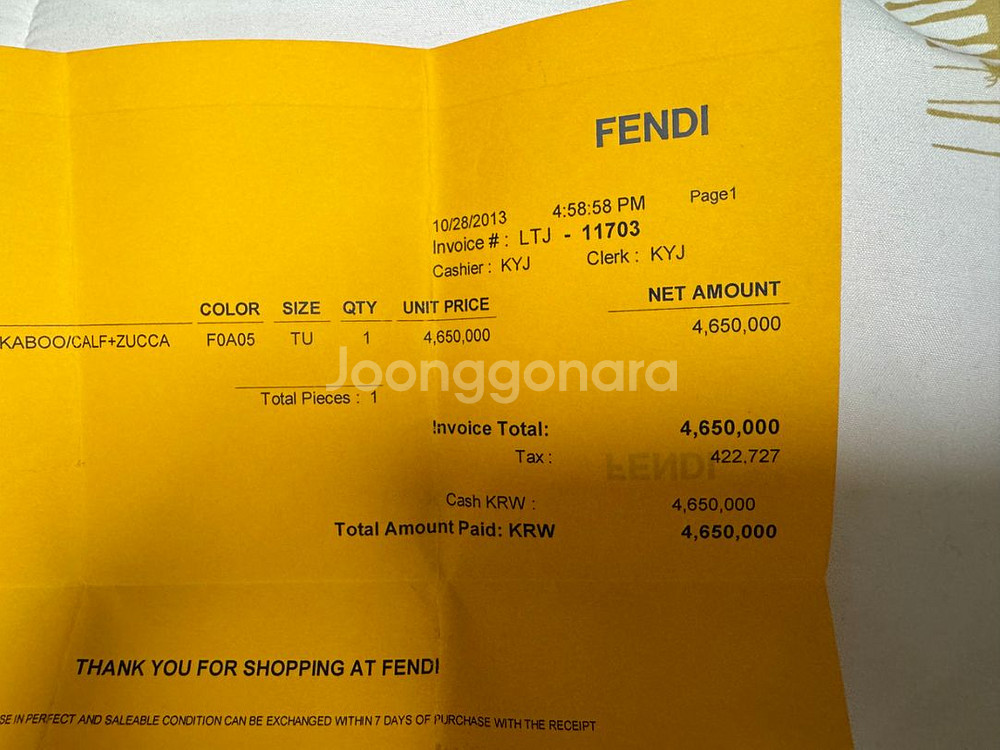 FENDI
10/28/2013 4:58:58 PM Page1
Invoice # : LTJ - 11703
Cashier : KYJ Clerk : KYJ
COLOR SIZE QTY UNIT PRICE NET AMOUNT
KABOO/CALF+ZUCCA F0A05 TU 1 4,650,000 4,650,000
Joonggonara
Total Pieces : 1
Invoice Total: 4,650,000
Tax : 422,727
FENDI
Cash KRW : 4,650,000
Total Amount Paid: KRW 4,650,000
THANK YOU FOR SHOPPING AT FENDI
SE IN PERFECT AND SALEABLE CONDITION CAN BE EXCHANGED WITHIN 7 DAYS OF PURCHASE WITH THE RECEIPT